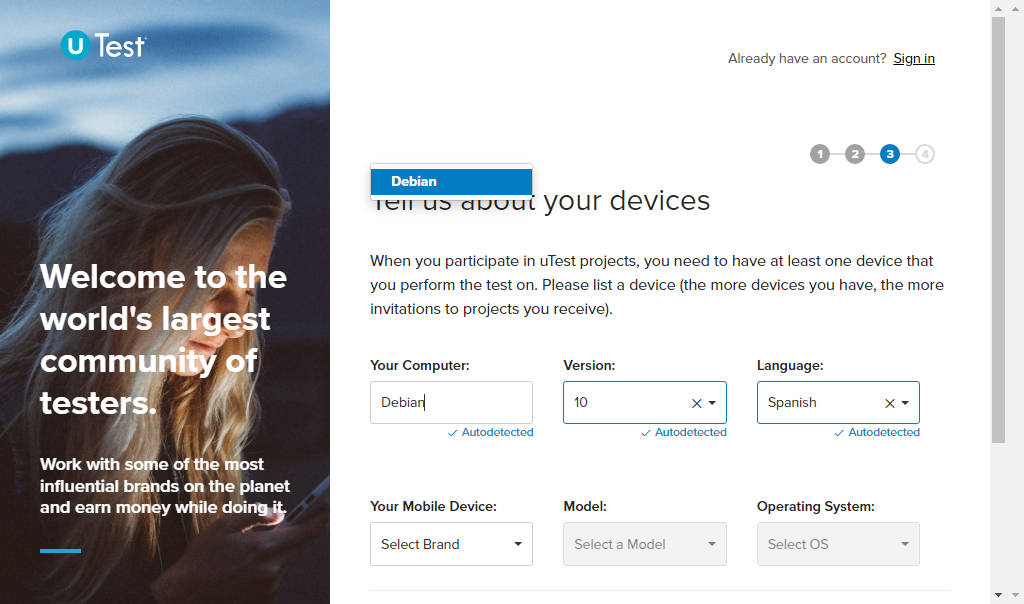 U Test
Already have an account? Sign in
1 2 3 4
Debian
Tell us about your devices
When you participate in uTest projects, you need to have at least one device that
you perform the test on. Please list a device (the more devices you have, the more
invitations to projects you receive).
Welcome to the
world's largest
community of
testers.
Work with some of the most
influential brands on the planet
and earn money while doing it.
Your Computer: Version: Language:
Debian 10 Spanish
Autodetected Autodetected Autodetected
Your Mobile Device: Model: Operating System:
Select Brand Select a Model Select OS